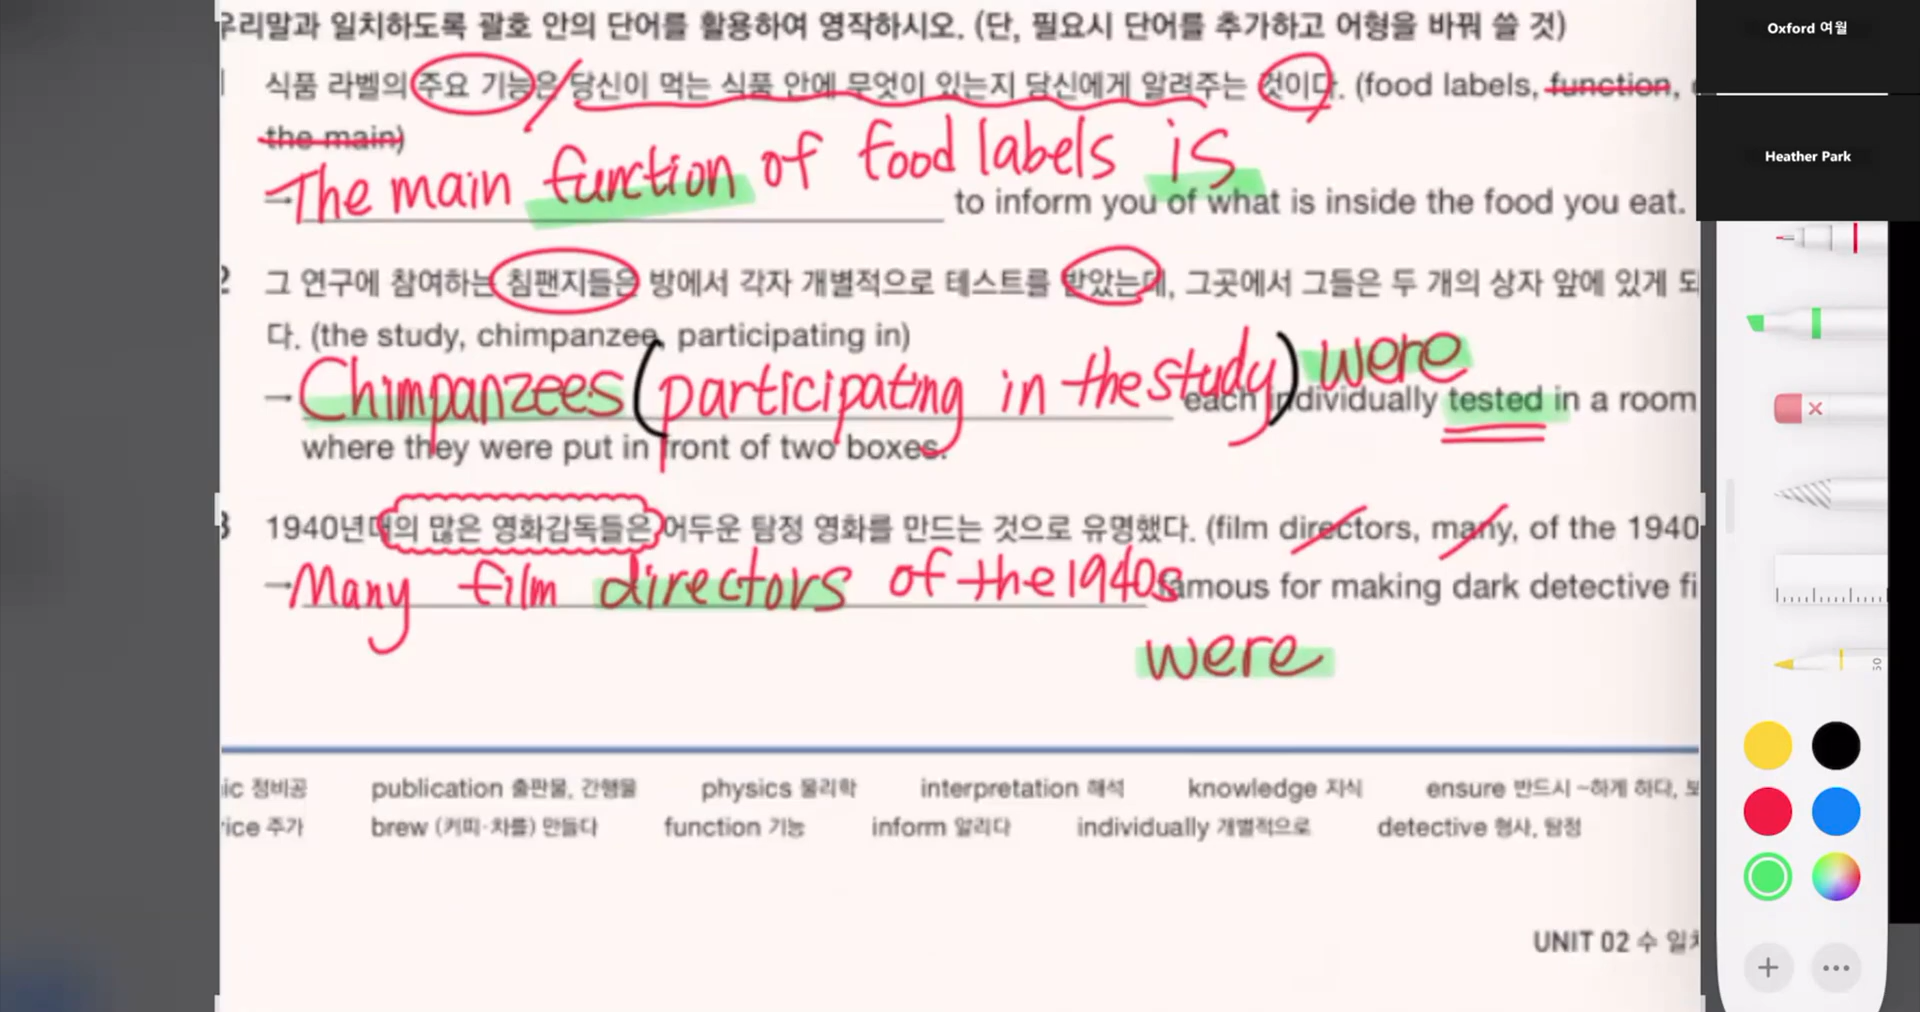 우리말과 일치하도록 괄호 안의 단어를 활용하여 영작하시오. (단, 필요시 단어를 추가하고 어형을 바꿔 쓸 것)
Oxford 여월
식품 라벨의 주요 기능은 당신이 먹는 식품 안에 무엇이 있는지 당신에게 알려주는 것이다. (food labels, function,
the main)
Heather Park
The main function of food labels is
→ to inform you of what is inside the food you eat.
2 그 연구에 참여하는 침팬지들은 방에서 각자 개별적으로 테스트를 받았는데, 그곳에서 그들은 두 개의 상자 앞에 있게 되
다. (the study, chimpanzee, participating in)
→ Chimpanzees (participating in the study) were
each individually tested in a room
where they were put in front of two boxes.
3 1940년대의 많은 영화감독들은 어두운 탐정 영화를 만드는 것으로 유명했다. (film directors, many, of the 1940
→ Many film directors of the 1940s famous for making dark detective fi
were
50
ic 정비공 publication 출판물, 간행물 physics 물리학 interpretation 해석 knowledge 지식 ensure 반드시 ~하게 하다, 보
ice 주가 brew (커피·차를) 만들다 function 기능 inform 알리다 individually 개별적으로 detective 형사, 탐정
UNIT 02 수 일치